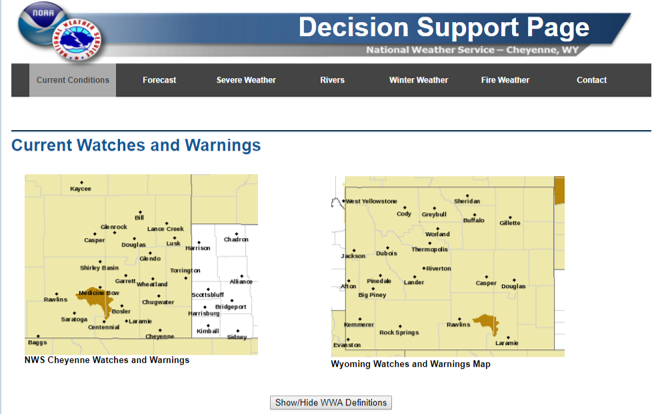 NOAA
Decision Support Page
National Weather Service – Cheyenne, WY
Current Conditions
Forecast
Severe Weather
Rivers
Winter Weather
Fire Weather
Contact
Current Watches and Warnings
Kaycee
Bill
Glenrock
Lance Creek
Casper
Douglas
Lusk
Harrison
Chadron
Glendo
Shirley Basin
Torrington
Garrett
Wheatland
Alliance
Medicine Bow
Rawlins
Chugwater
Scottsbluff
Bosler
Bridgeport
Saratoga
Harrisburg
Laramie
Centennial
Kimball
Baggs
Cheyenne
Sidney
NWS Cheyenne Watches and Warnings
West Yellowstone
Sheridan
Cody
Greybull
Buffalo
Gillette
Worland
Thermopolis
Jackson
Dubois
Riverton
Afton
Pinedale
Lander
Casper
Douglas
Big Piney
Kemmerer
Rawlins
Rock Springs
Evanston
Laramie
Wyoming Watches and Warnings Map
Show/Hide WWA Definitions